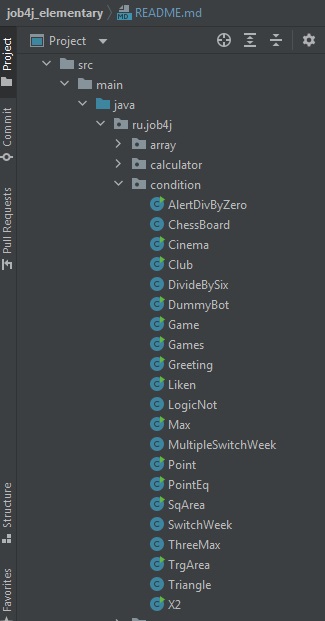 job4j_elementary README.md
Project
Project
src
main
java
ru.job4j
array
calculator
condition
AlertDivByZero
ChessBoard
Cinema
Club
DivideBySix
DummyBot
Game
Games
Greeting
Liken
LogicNot
Max
MultipleSwitchWeek
Point
PointEq
SqArea
SwitchWeek
ThreeMax
TrgArea
Triangle
X2
Commit
Pull Requests
Structure
Favorites